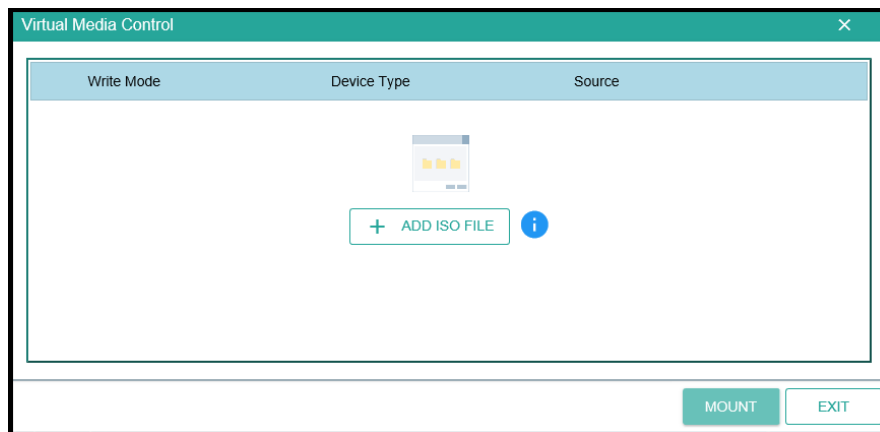 Virtual Media Control
Write Mode Device Type Source
+ ADD ISO FILE i
MOUNT EXIT